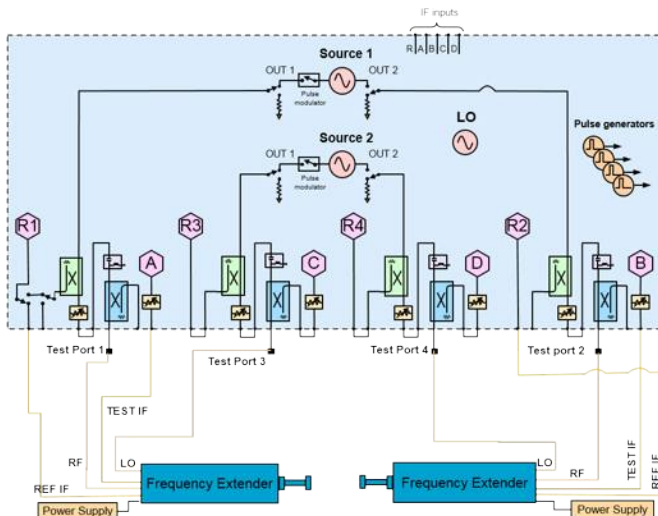 IF inputs
R A B C D
Source 1
OUT 1
OUT 2
Pulse
modulator
LO
Pulse generators
Source 2
OUT 1
OUT 2
Pulse
modulator
R1
R3
R4
R2
A
C
D
B
Test Port 1
Test Port 3
Test Port 4
Test port 2
TEST IF
RF
LO
REF IF
Frequency Extender
Power Supply
LO
RF
TEST IF
REF IF
Frequency Extender
Power Supply